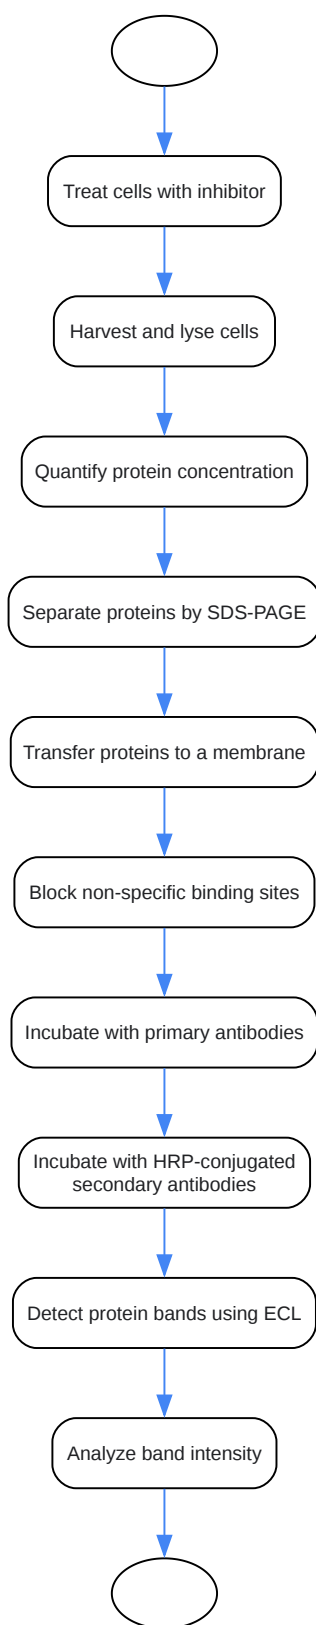 Treat cells with inhibitor
Harvest and lyse cells
Quantify protein concentration
Separate proteins by SDS-PAGE
Transfer proteins to a membrane
Block non-specific binding sites
Incubate with primary antibodies
Incubate with HRP-conjugated
secondary antibodies
Detect protein bands using ECL
Analyze band intensity